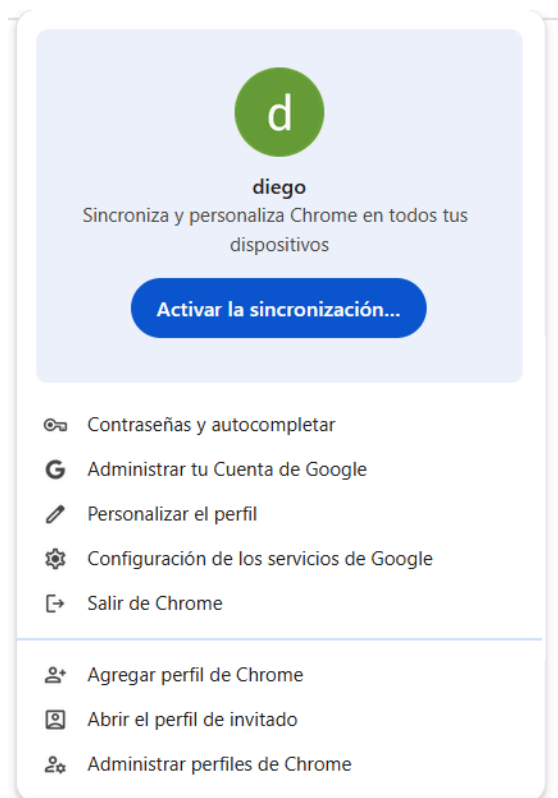 d
diego
Sincroniza y personaliza Chrome en todos tus
dispositivos
Activar la sincronización...
Contraseñas y autocompletar
G Administrar tu Cuenta de Google
Personalizar el perfil
Configuración de los servicios de Google
Salir de Chrome
Agregar perfil de Chrome
Abrir el perfil de invitado
Administrar perfiles de Chrome